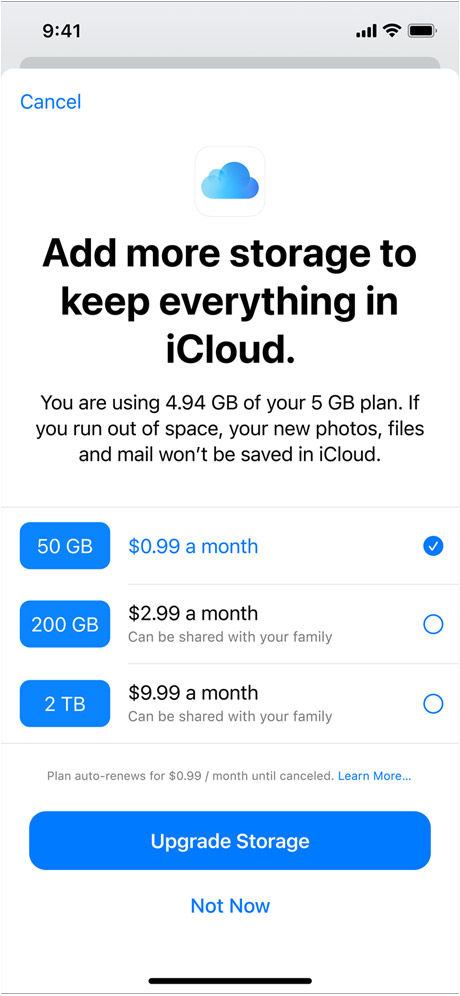 9:41
Cancel
Add more storage to
keep everything in
iCloud.
You are using 4.94 GB of your 5 GB plan. If
you run out of space, your new photos, files
and mail won’t be saved in iCloud.
50 GB
$0.99 a month
200 GB
$2.99 a month
Can be shared with your family
2 TB
$9.99 a month
Can be shared with your family
Plan auto-renews for $0.99 / month until canceled. Learn More...
Upgrade Storage
Not Now